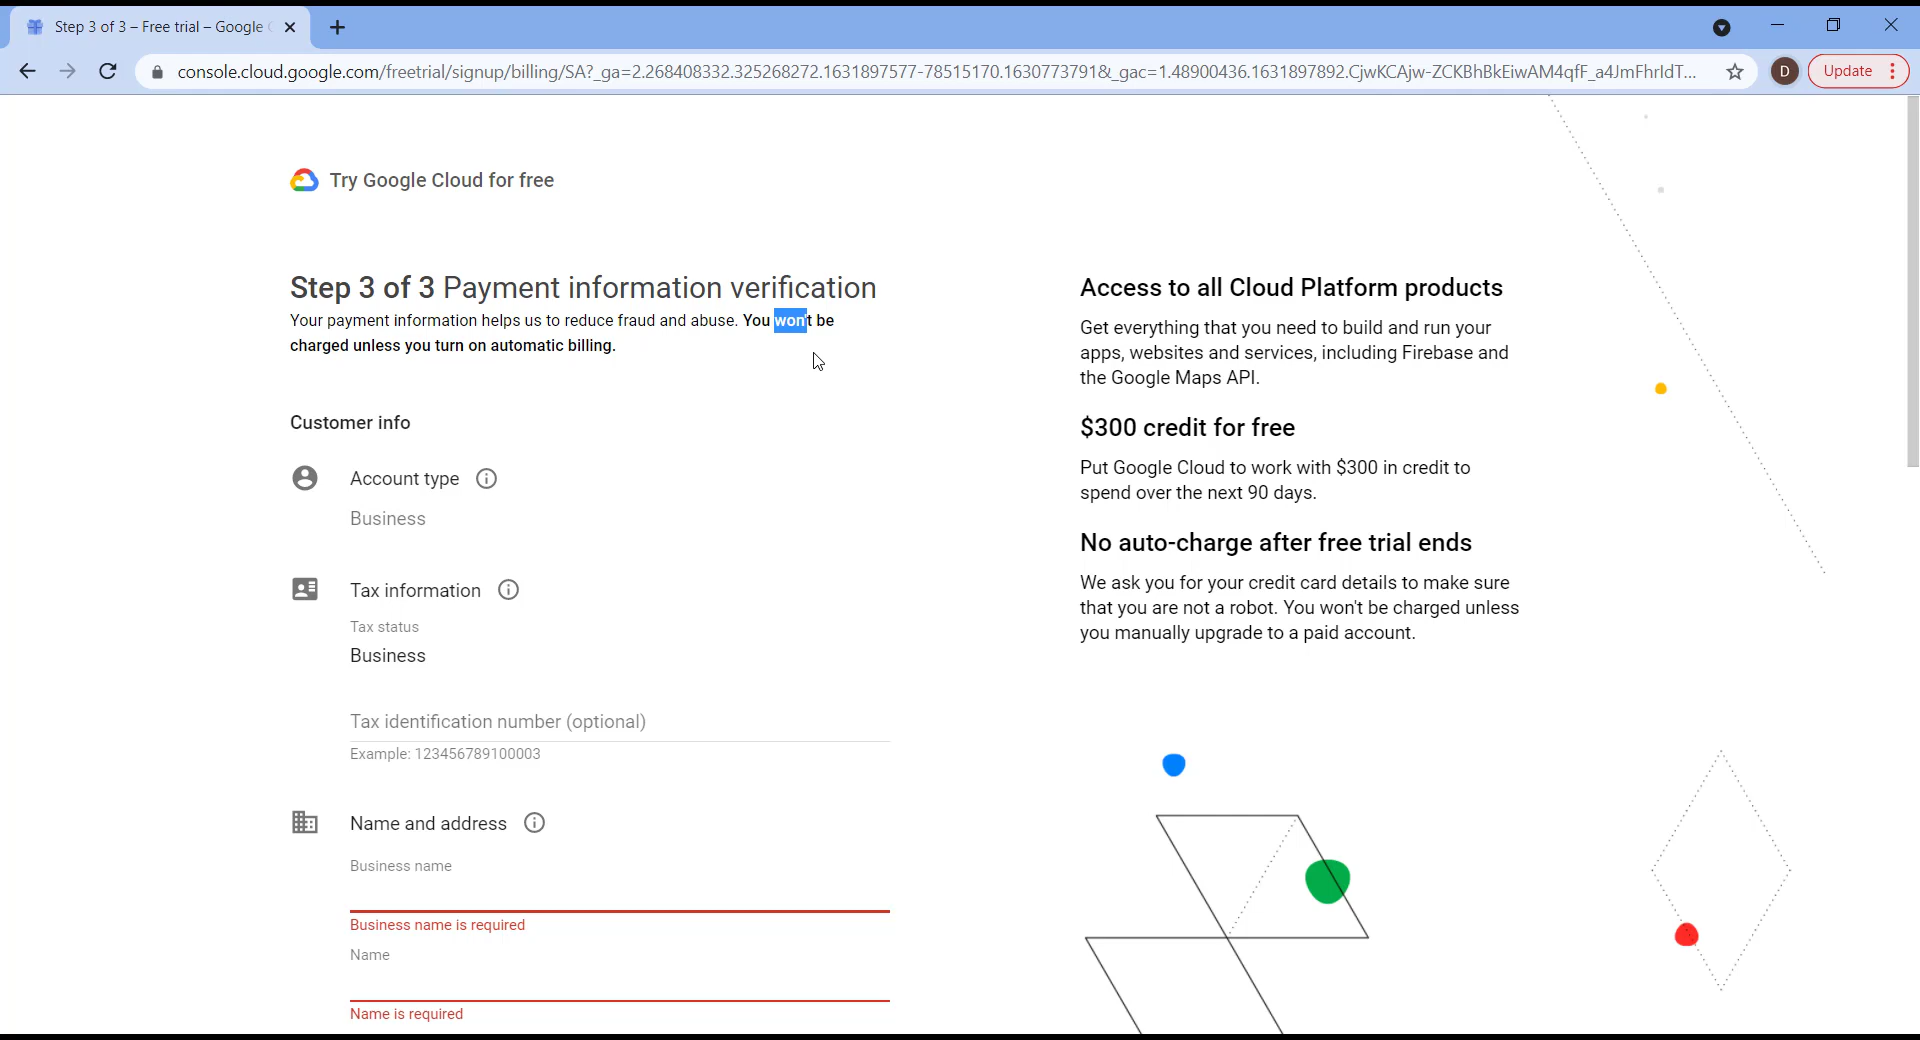 Step 3 of 3 – Free trial – Google
console.cloud.google.com/freetrial/signup/billing/SA?_ga=2.268408332.325268272.1631897577-78515170.1630773791&_gac=1.48900436.1631897892.CjwKCAjw-ZCKBhBkEiwAM4qfF_a4JmFhrIdT...
D
Update
Try Google Cloud for free
Step 3 of 3 Payment information verification
Your payment information helps us to reduce fraud and abuse. You won't be
charged unless you turn on automatic billing.
Customer info
Account type
Business
Tax information
Tax status
Business
Tax identification number (optional)
Example: 123456789100003
Name and address
Business name
Business name is required
Name
Name is required
Access to all Cloud Platform products
Get everything that you need to build and run your
apps, websites and services, including Firebase and
the Google Maps API.
$300 credit for free
Put Google Cloud to work with $300 in credit to
spend over the next 90 days.
No auto-charge after free trial ends
We ask you for your credit card details to make sure
that you are not a robot. You won't be charged unless
you manually upgrade to a paid account.